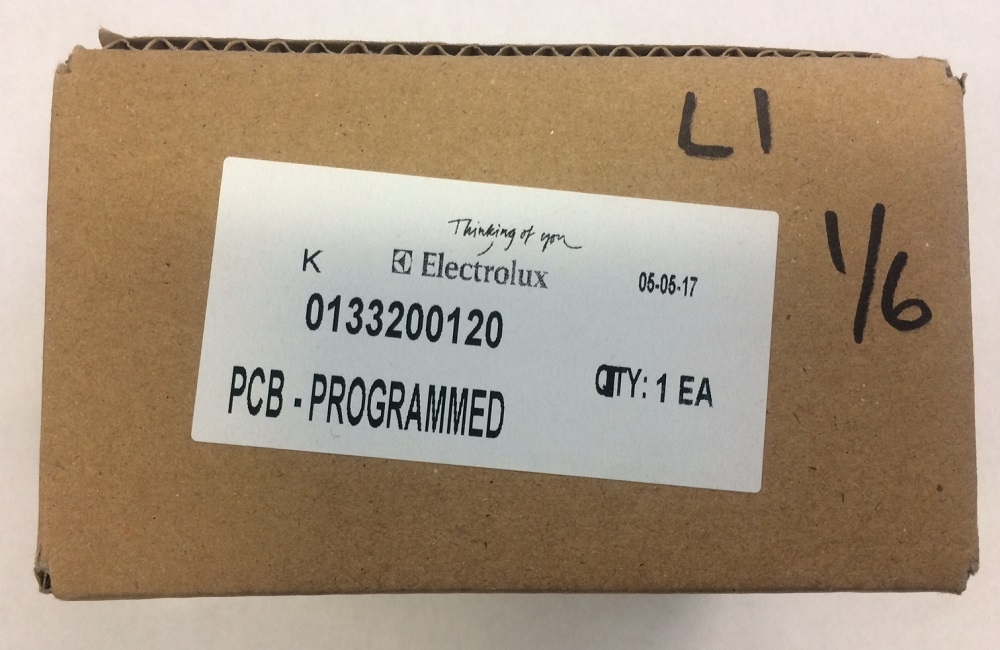 L1
1/6
Thinking of you
K Electrolux 05-05-17
0133200120
QTY: 1 EA
PCB - PROGRAMMED